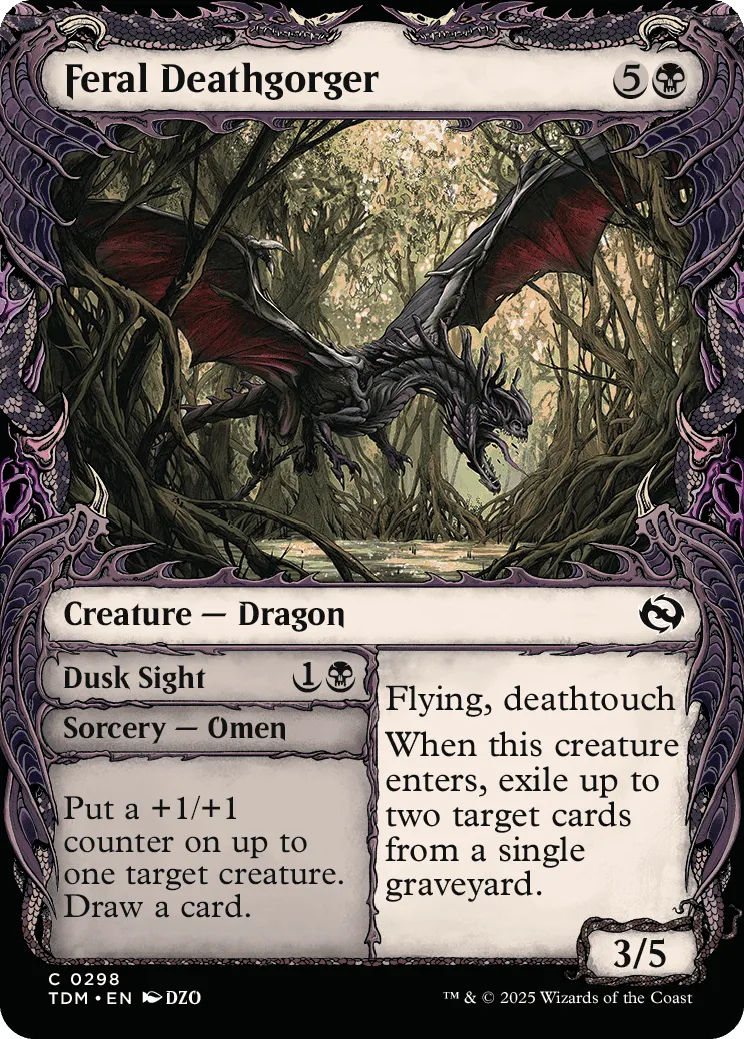 Feral Deathgorger 5
Creature — Dragon
Dusk Sight 1
Sorcery — Omen
Put a +1/+1
counter on up to
one target creature.
Draw a card.
Flying, deathtouch
When this creature
enters, exile up to
two target cards
from a single
graveyard.
3/5
C 0298
TDM • EN DZO
™ & © 2025 Wizards of the Coast